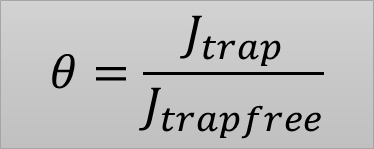 θ = J_trap / J_trapfree